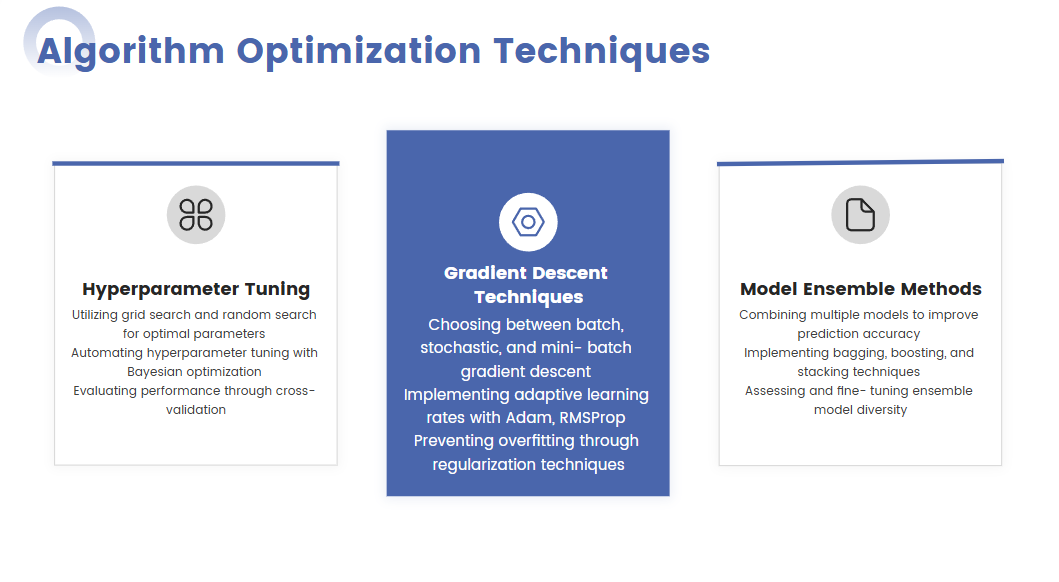 Algorithm Optimization Techniques
Hyperparameter Tuning
Utilizing grid search and random search
for optimal parameters
Automating hyperparameter tuning with
Bayesian optimization
Evaluating performance through cross-
validation
Gradient Descent
Techniques
Choosing between batch,
stochastic, and mini- batch
gradient descent
Implementing adaptive learning
rates with Adam, RMSProp
Preventing overfitting through
regularization techniques
Model Ensemble Methods
Combining multiple models to improve
prediction accuracy
Implementing bagging, boosting, and
stacking techniques
Assessing and fine- tuning ensemble
model diversity